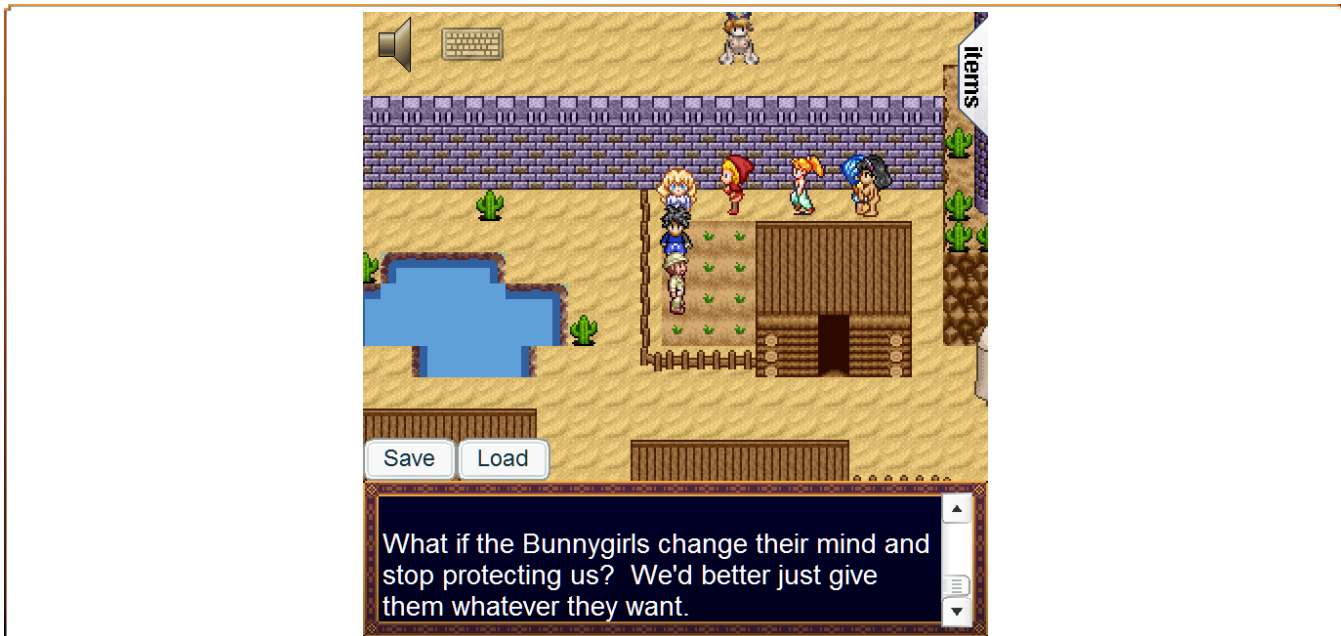 items
Save
Load
What if the Bunnygirls change their mind and
stop protecting us?  We'd better just give
them whatever they want.